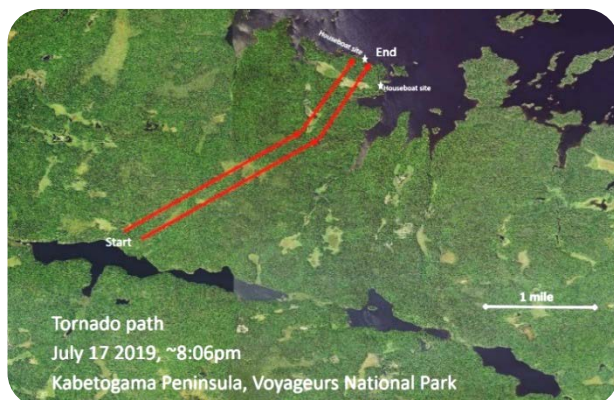 Houseboat site
End
Houseboat site
Start
1 mile
Tornado path
July 17 2019, ~8:06pm
Kabetogama Peninsula, Voyageurs National Park